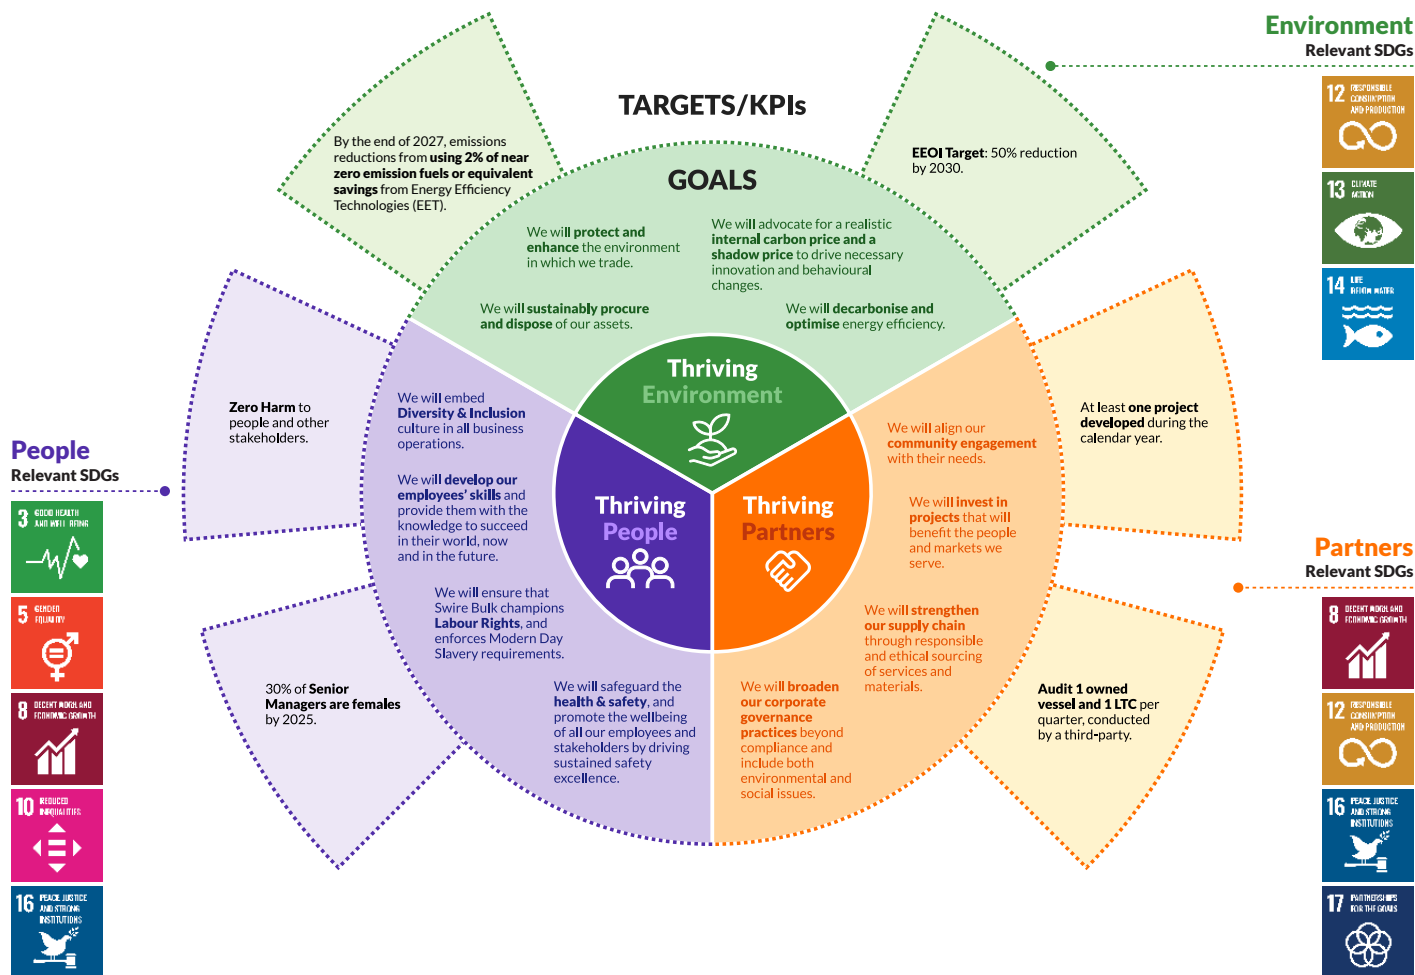 Environment
Relevant SDGs
12 RESPONSIBLE
CONSUMPTION
AND PRODUCTION
13 CLIMATE
ACTION
14 LIFE
BELOW WATER
TARGETS/KPIs
By the end of 2027, emissions
reductions from using 2% of near
zero emission fuels or equivalent
savings from Energy Efficiency
Technologies (EET).
EEOI Target: 50% reduction
by 2030.
GOALS
We will protect and
enhance the environment
in which we trade.
We will advocate for a realistic
internal carbon price and a
shadow price to drive necessary
innovation and behavioural
changes.
We will sustainably procure
and dispose of our assets.
We will decarbonise and
optimise energy efficiency.
Thriving
Environment
Thriving
People
Thriving
Partners
Zero Harm to
people and other
stakeholders.
30% of Senior
Managers are females
by 2025.
We will embed
Diversity & Inclusion
culture in all business
operations.
We will develop our
employees' skills and
provide them with the
knowledge to succeed
in their world, now
and in the future.
We will ensure that
Swire Bulk champions
Labour Rights, and
enforces Modern Day
Slavery requirements.
We will safeguard the
health & safety, and
promote the wellbeing
of all our employees and
stakeholders by driving
sustained safety
excellence.
We will align our
community engagement
with their needs.
We will invest in
projects that will
benefit the people
and markets we
serve.
We will strengthen
our supply chain
through responsible
and ethical sourcing
of services and
materials.
We will broaden
our corporate
governance
practices beyond
compliance and
include both
environmental and
social issues.
At least one project
developed during the
calendar year.
Audit 1 owned
vessel and 1 LTC per
quarter, conducted
by a third-party.
People
Relevant SDGs
3 GOOD HEALTH
AND WELL-BEING
5 GENDER
EQUALITY
8 DECENT WORK AND
ECONOMIC GROWTH
10 REDUCED
INEQUALITIES
16 PEACE JUSTICE
AND STRONG
INSTITUTIONS
Partners
Relevant SDGs
8 DECENT WORK AND
ECONOMIC GROWTH
12 RESPONSIBLE
CONSUMPTION
AND PRODUCTION
16 PEACE JUSTICE
AND STRONG
INSTITUTIONS
17 PARTNERSHIPS
FOR THE GOALS